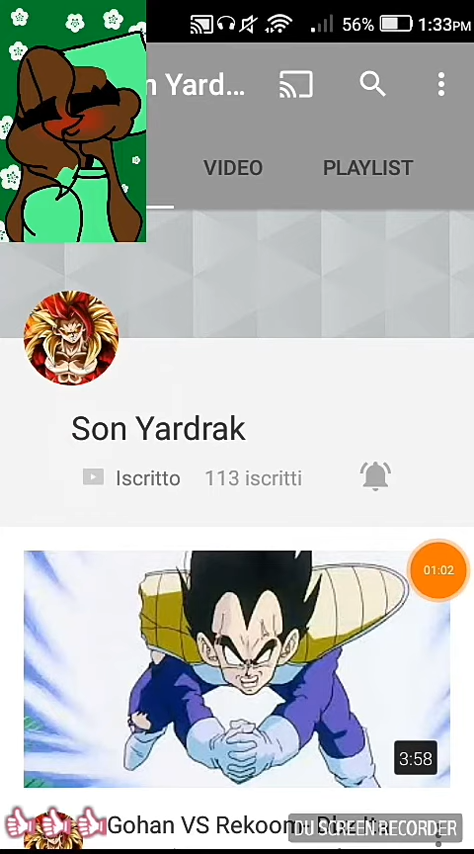 56% 1:33PM
n Yard...
VIDEO PLAYLIST
Son Yardrak
Iscritto 113 iscritti
01:02
3:58
Gohan VS Rekoom
DU SCREEN RECORDER